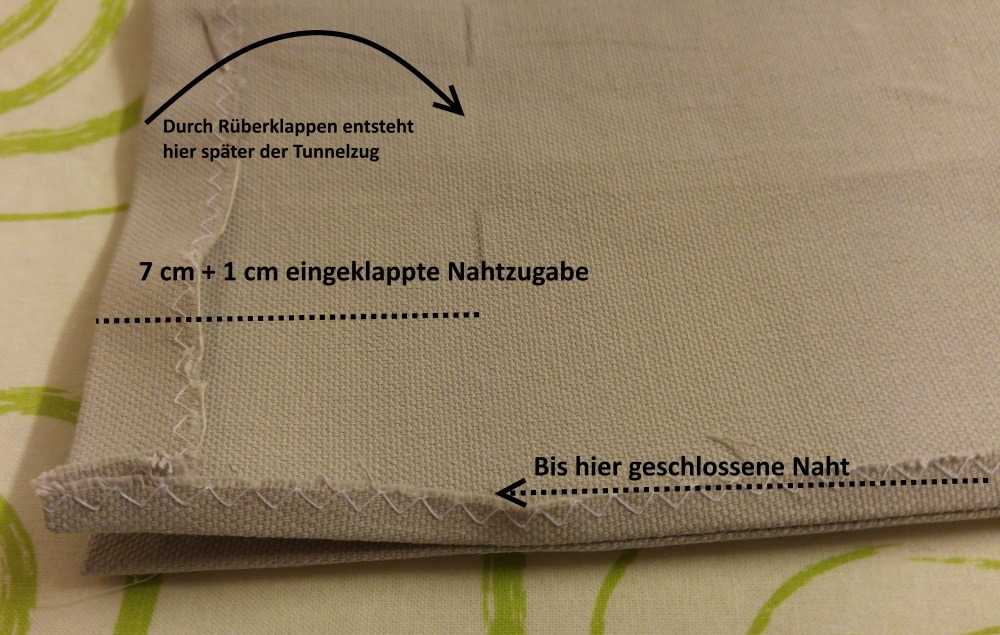 Durch Rüberklappen entsteht
hier später der Tunnelzug
7 cm + 1 cm eingeklappte Nahtzugabe
Bis hier geschlossene Naht